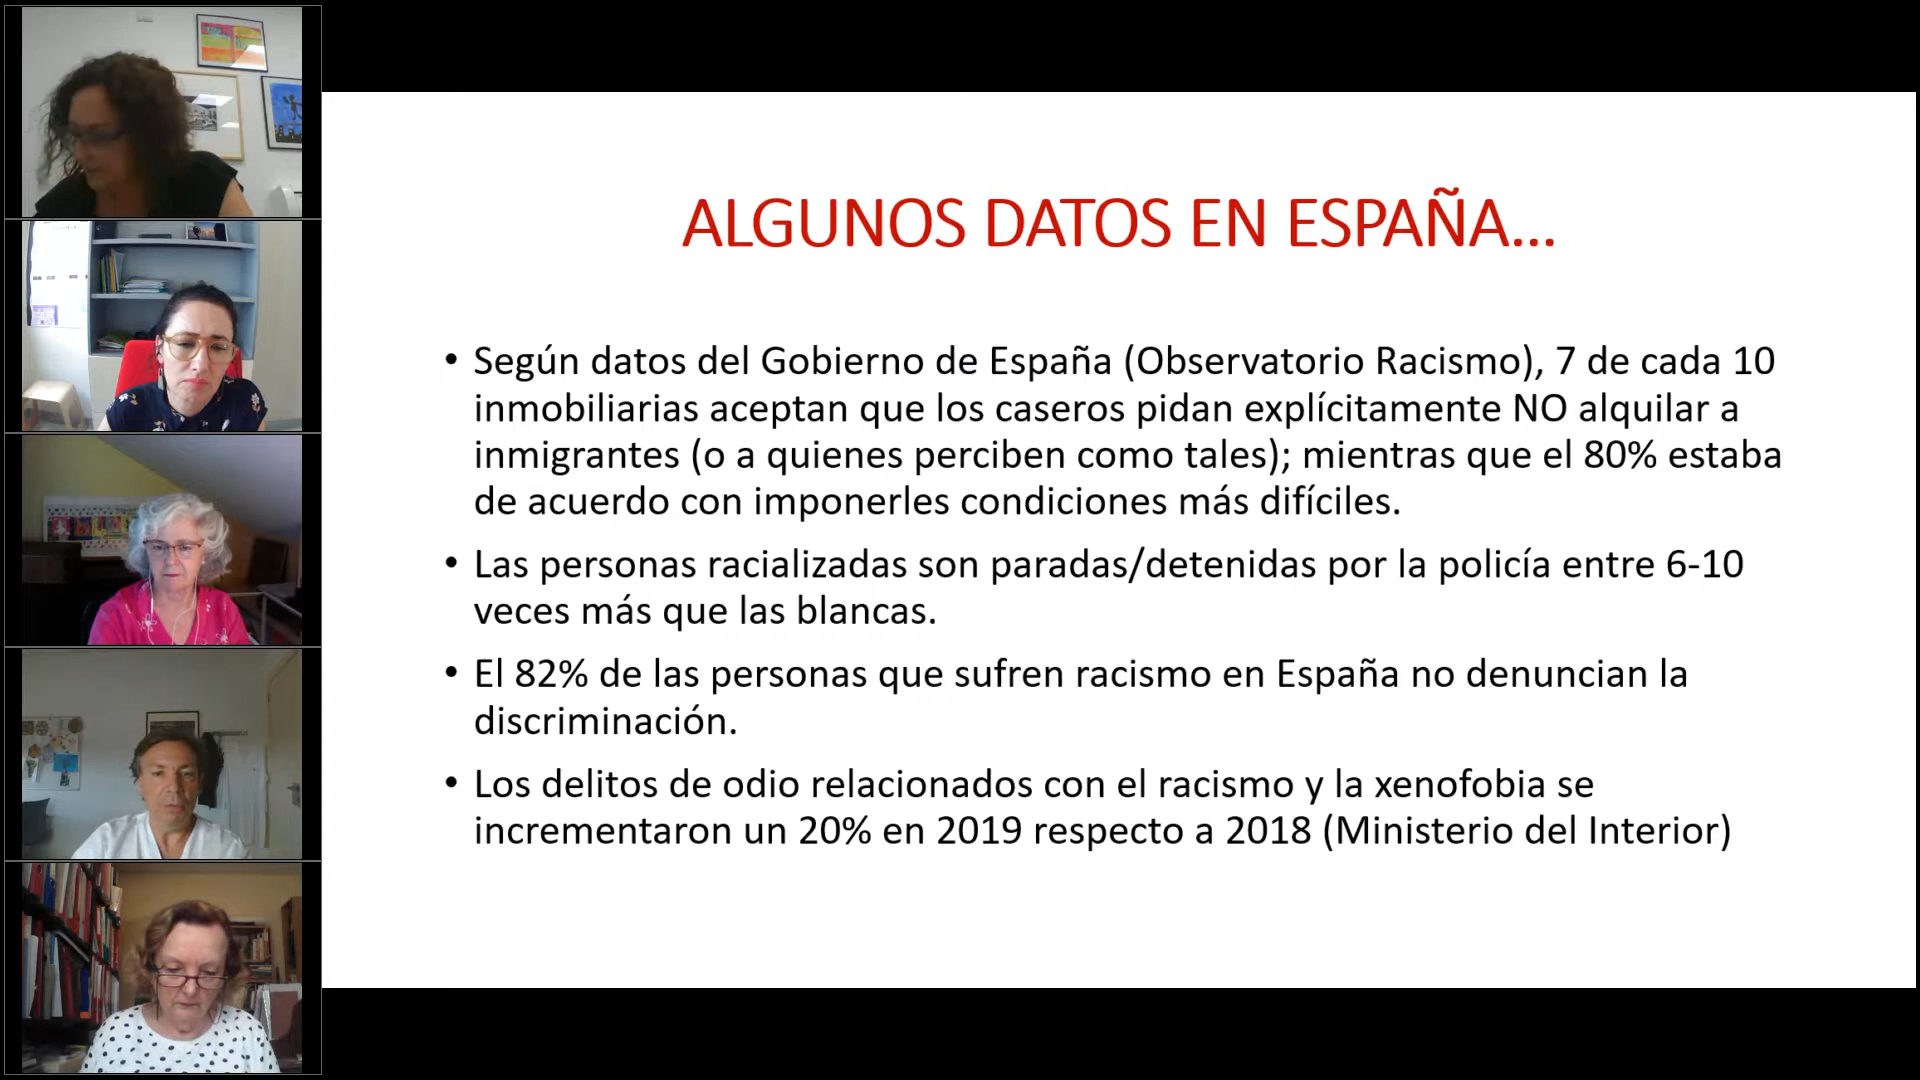 ALGUNOS DATOS EN ESPAÑA...
• Según datos del Gobierno de España (Observatorio Racismo), 7 de cada 10
inmobiliarias aceptan que los caseros pidan explícitamente NO alquilar a
inmigrantes (o a quienes perciben como tales); mientras que el 80% estaba
de acuerdo con imponerles condiciones más difíciles.
• Las personas racializadas son paradas/detenidas por la policía entre 6-10
veces más que las blancas.
• El 82% de las personas que sufren racismo en España no denuncian la
discriminación.
• Los delitos de odio relacionados con el racismo y la xenofobia se
incrementaron un 20% en 2019 respecto a 2018 (Ministerio del Interior)